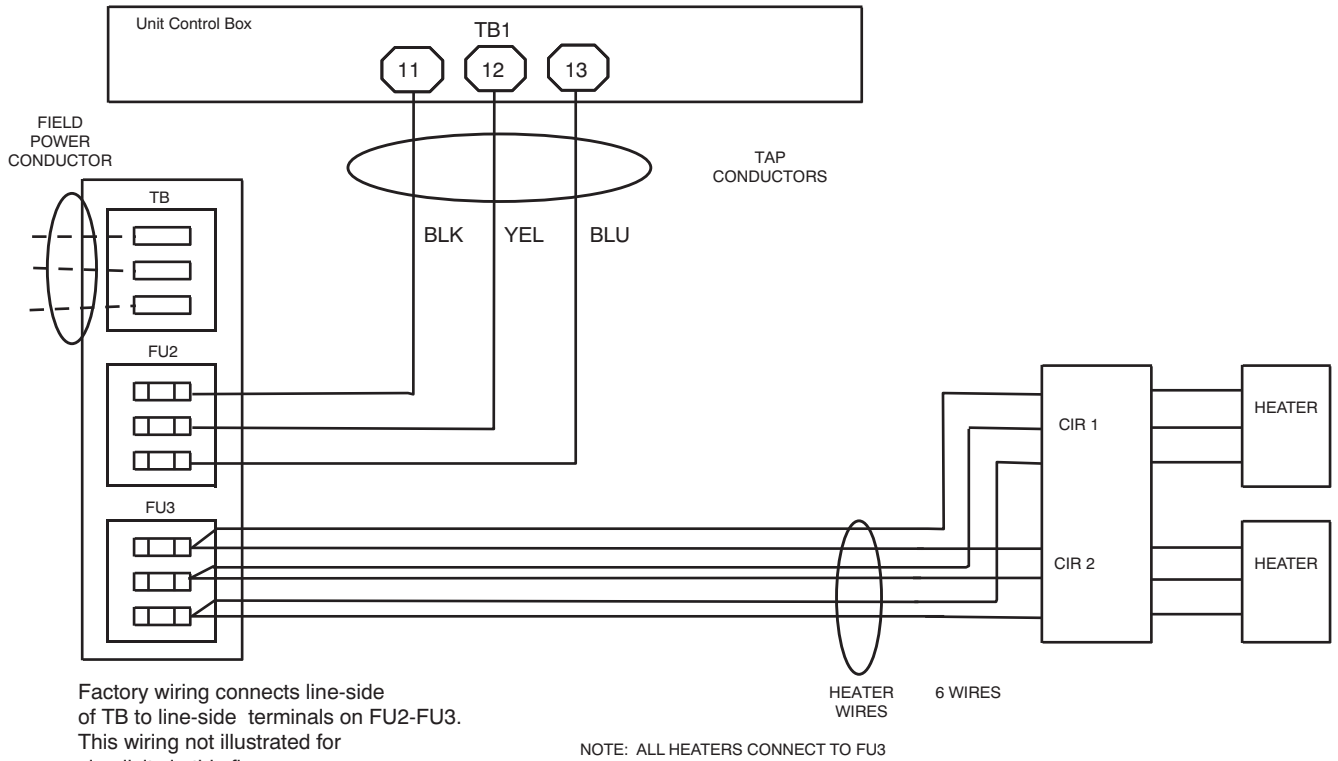 Unit Control Box
TB1
11
12
13
FIELD
POWER
CONDUCTOR
TAP
CONDUCTORS
TB
BLK
YEL
BLU
FU2
HEATER
CIR 1
FU3
CIR 2
HEATER
Factory wiring connects line-side
of TB to line-side terminals on FU2-FU3.
This wiring not illustrated for
HEATER
WIRES
6 WIRES
NOTE: ALL HEATERS CONNECT TO FU3